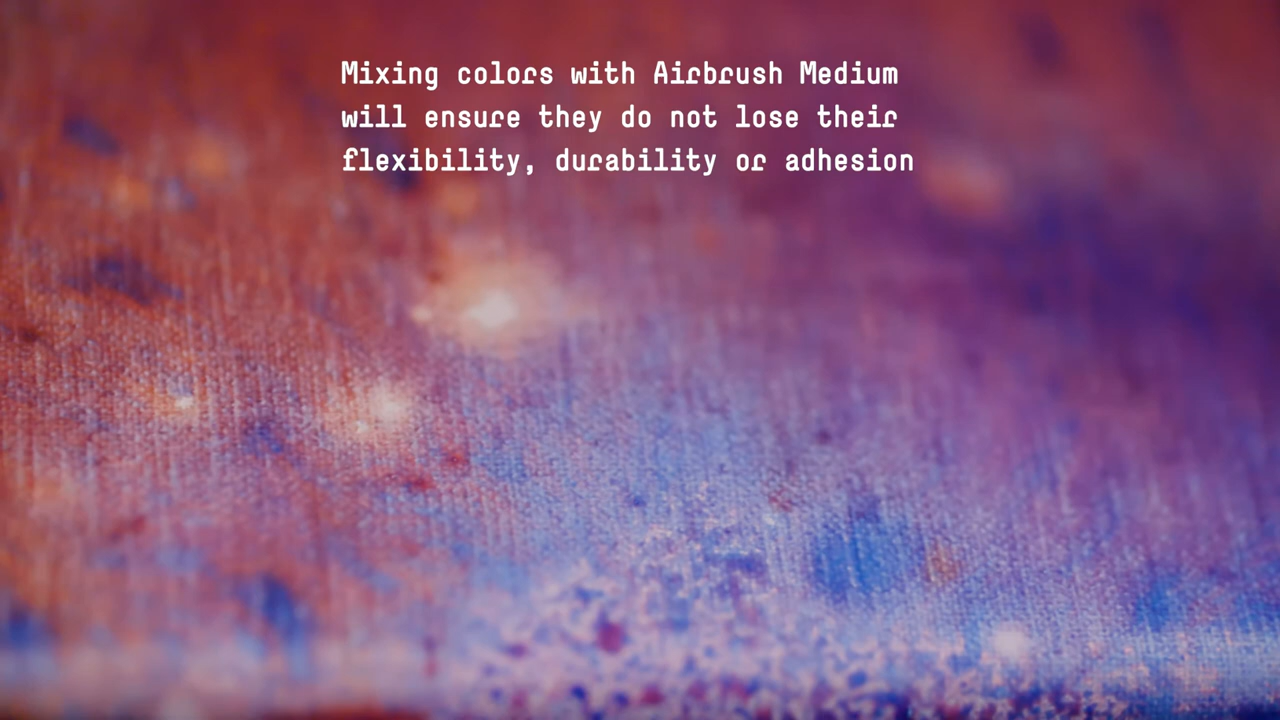 Mixing colors with Airbrush Medium
will ensure they do not lose their
flexibility, durability or adhesion